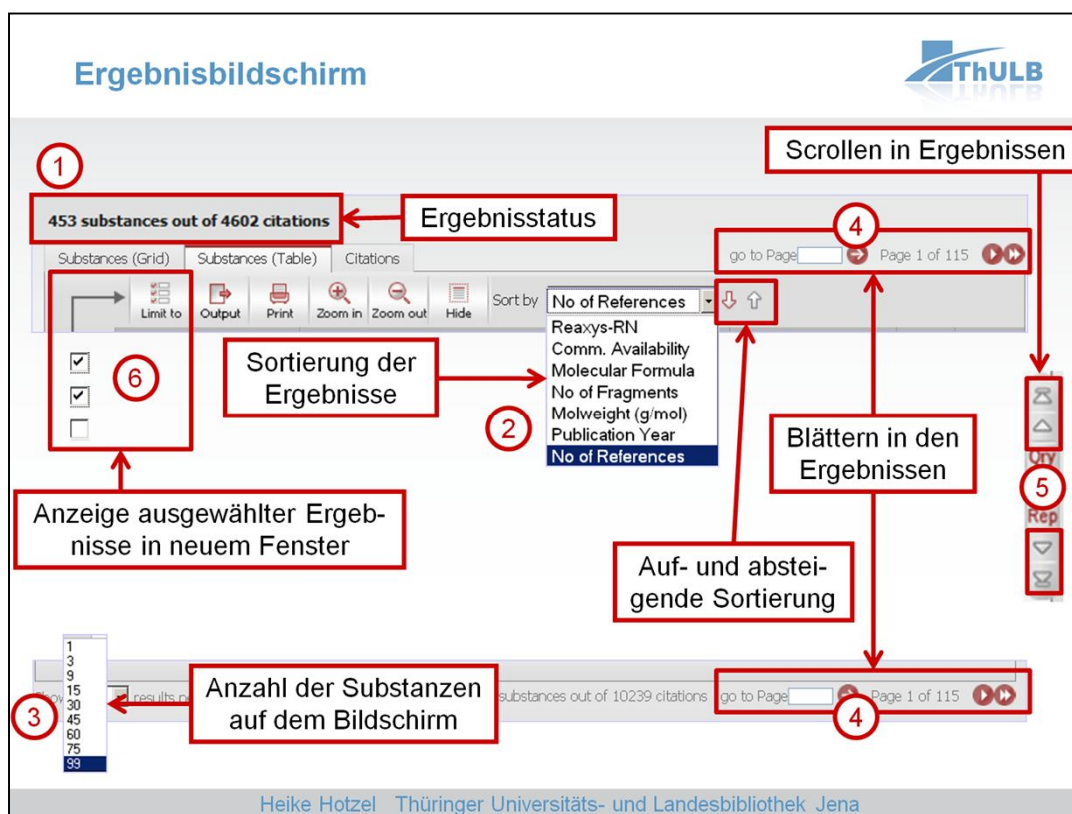 Ergebnisbildschirm
ThULB
Scrollen in Ergebnissen
1
453 substances out of 4602 citations
Ergebnisstatus
4
go to Page
Page 1 of 115
Substances (Grid)
Substances (Table)
Citations
Limit to
Output
Print
Zoom in
Zoom out
Hide
Sort by
No of References
Reaxys-RN
Comm. Availability
Molecular Formula
No of Fragments
Molweight (g/mol)
Publication Year
No of References
6
Sortierung der
Ergebnisse
2
Blättern in den
Ergebnissen
Qry
5
Rep
Anzeige ausgewählter Ergeb-
nisse in neuem Fenster
Auf- und abstei-
gende Sortierung
1
3
9
15
30
45
60
75
99
3
results
Anzahl der Substanzen
auf dem Bildschirm
substances out of 10239 citations
go to Page
Page 1 of 115
4
Heike Hotzel Thüringer Universitäts- und Landesbibliothek Jena